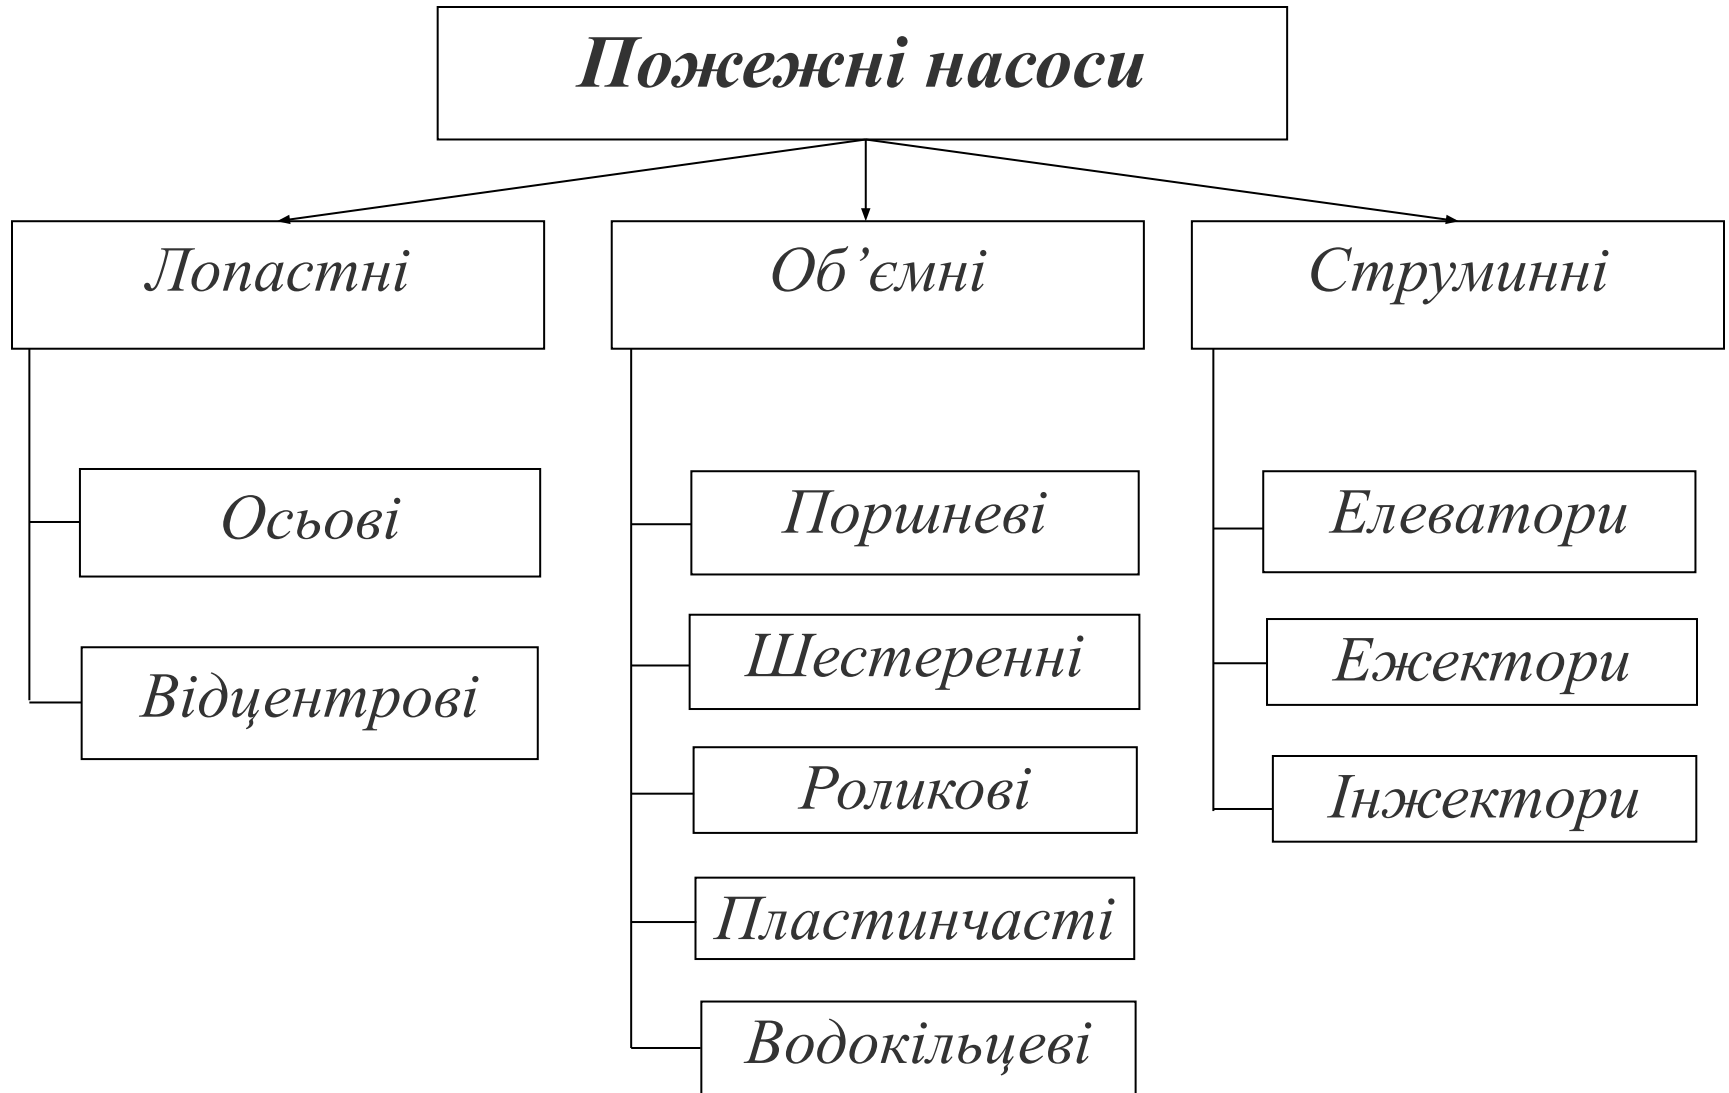 Пожежні насоси
Лопастні
Об’ємні
Струминні
Осьові
Відцентрові
Поршневі
Шестеренні
Роликові
Пластинчасті
Водокільцеві
Елеватори
Ежектори
Інжектори